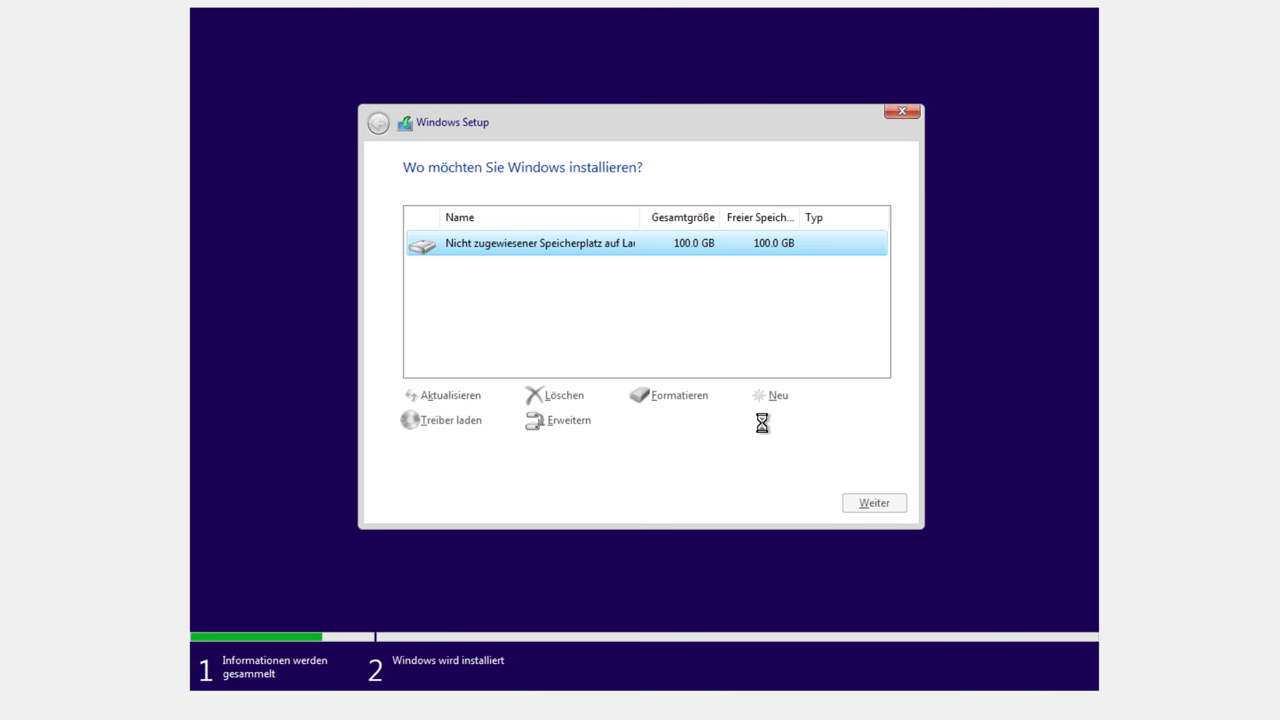 Windows Setup
Wo möchten Sie Windows installieren?
Name Gesamtgröße Freier Speich... Typ
Nicht zugewiesener Speicherplatz auf 100.0 GB 100.0 GB
Aktualisieren Löschen Formatieren Neu
Treiber laden Erweitern
Weiter
1 Informationen werden gesammelt
2 Windows wird installiert